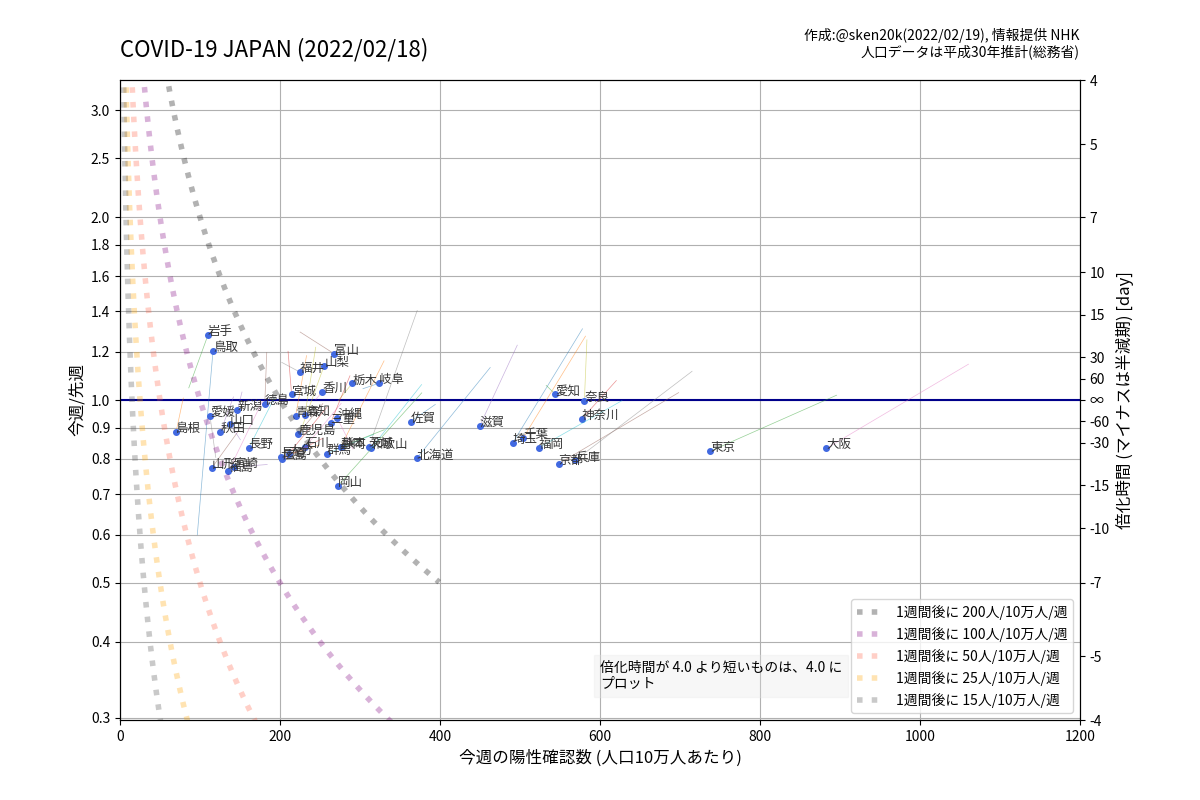 COVID-19 JAPAN (2022/02/18)
作成:@sken20k(2022/02/19), 情報提供 NHK
人口データは平成30年推計(総務省)
今週/先週
3.0
2.5
2.0
1.8
1.6
1.4
1.2
1.0
0.9
0.8
0.7
0.6
0.5
0.4
0.3
4
5
7
10
15
30
60
∞
-60
-30
-15
-10
-7
-5
-4
倍化時間 (マイナスは半減期) [day]
岩手
鳥取
富山
山梨
福井
栃木
岐阜
香川
宮城
愛知
奈良
徳島
新潟
愛媛
山口
高知
沖縄
三重
神奈川
佐賀
滋賀
島根
秋田
鹿児島
千葉
埼玉
石川
長野
群馬
和歌山
福岡
東京
大阪
北海道
京都
兵庫
山形
宮崎
福島
岡山
倍化時間が 4.0 より短いものは、4.0 に
プロット
1週間後に 200人/10万人/週
1週間後に 100人/10万人/週
1週間後に 50人/10万人/週
1週間後に 25人/10万人/週
1週間後に 15人/10万人/週
0
200
400
600
800
1000
1200
今週の陽性確認数 (人口10万人あたり)